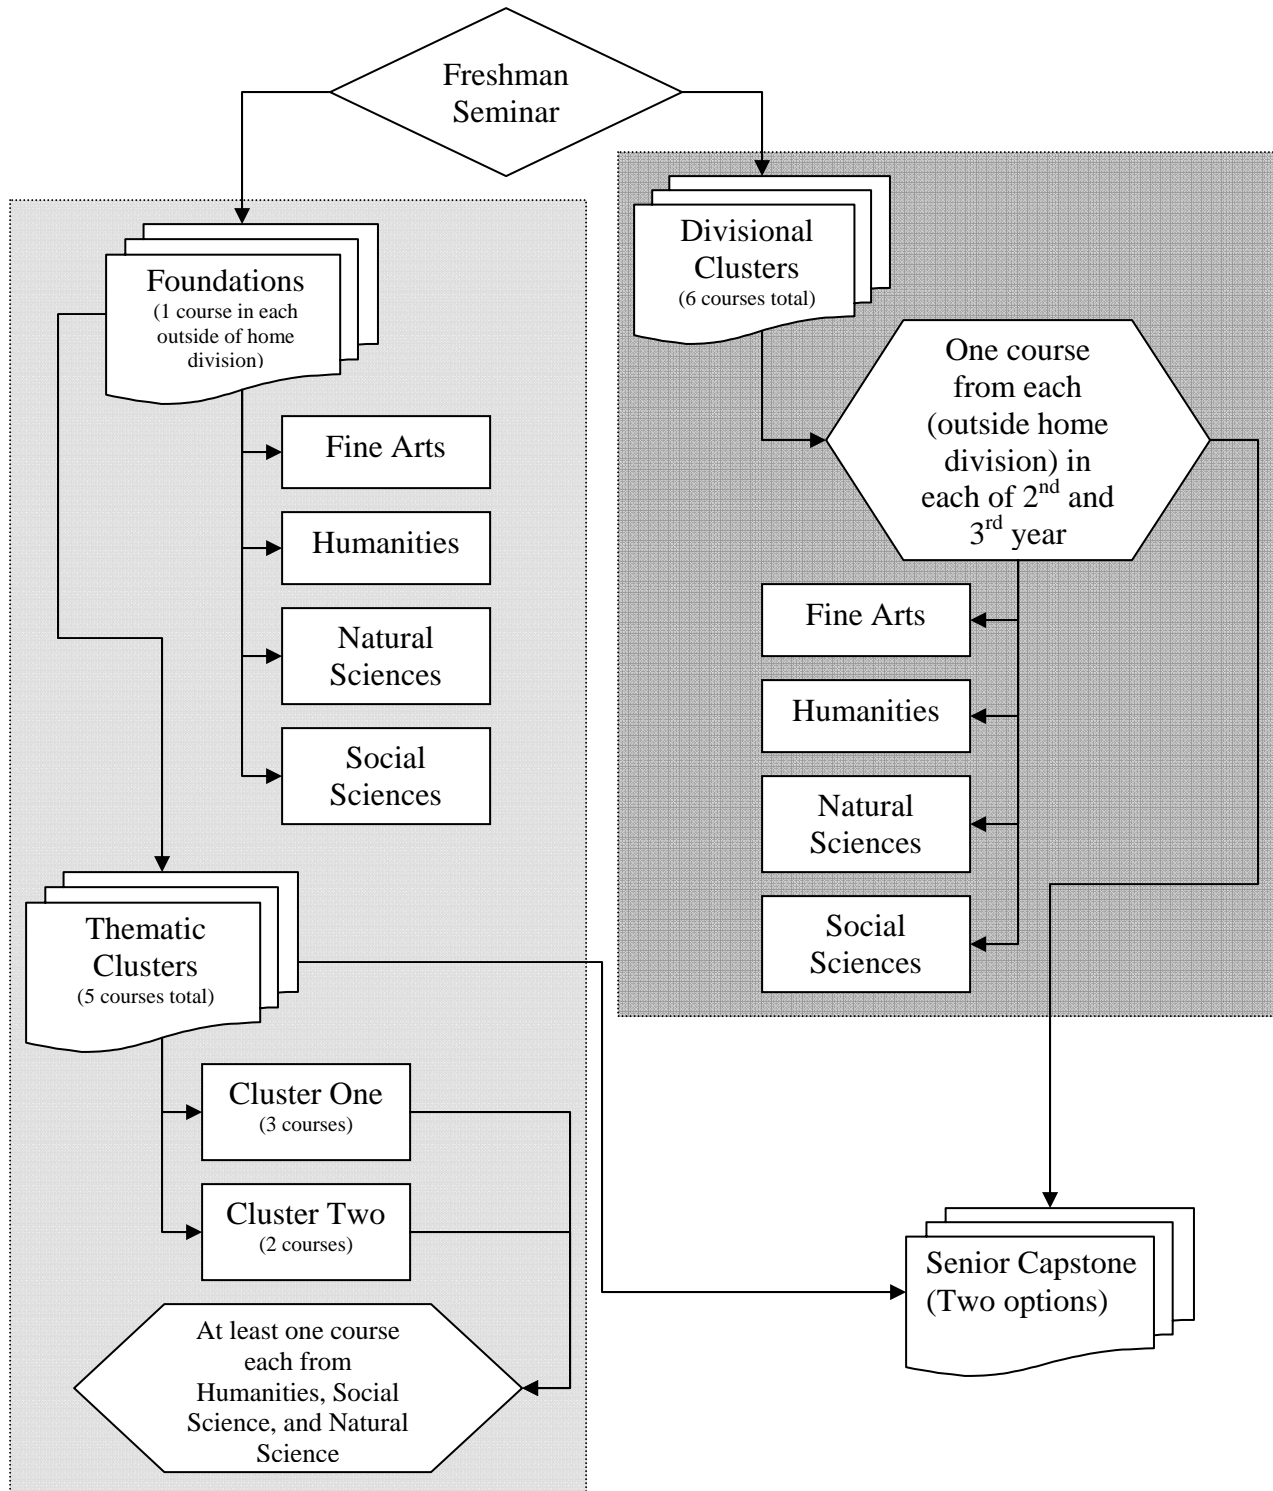 Freshman
Seminar
Foundations
(1 course in each
outside of home
division)
Fine Arts
Humanities
Natural
Sciences
Social
Sciences
Thematic
Clusters
(5 courses total)
Cluster One
(3 courses)
Cluster Two
(2 courses)
At least one course
each from
Humanities, Social
Science, and Natural
Science
Divisional
Clusters
(6 courses total)
One course
from each
(outside home
division) in
each of 2nd and
3rd year
Fine Arts
Humanities
Natural
Sciences
Social
Sciences
Senior Capstone
(Two options)